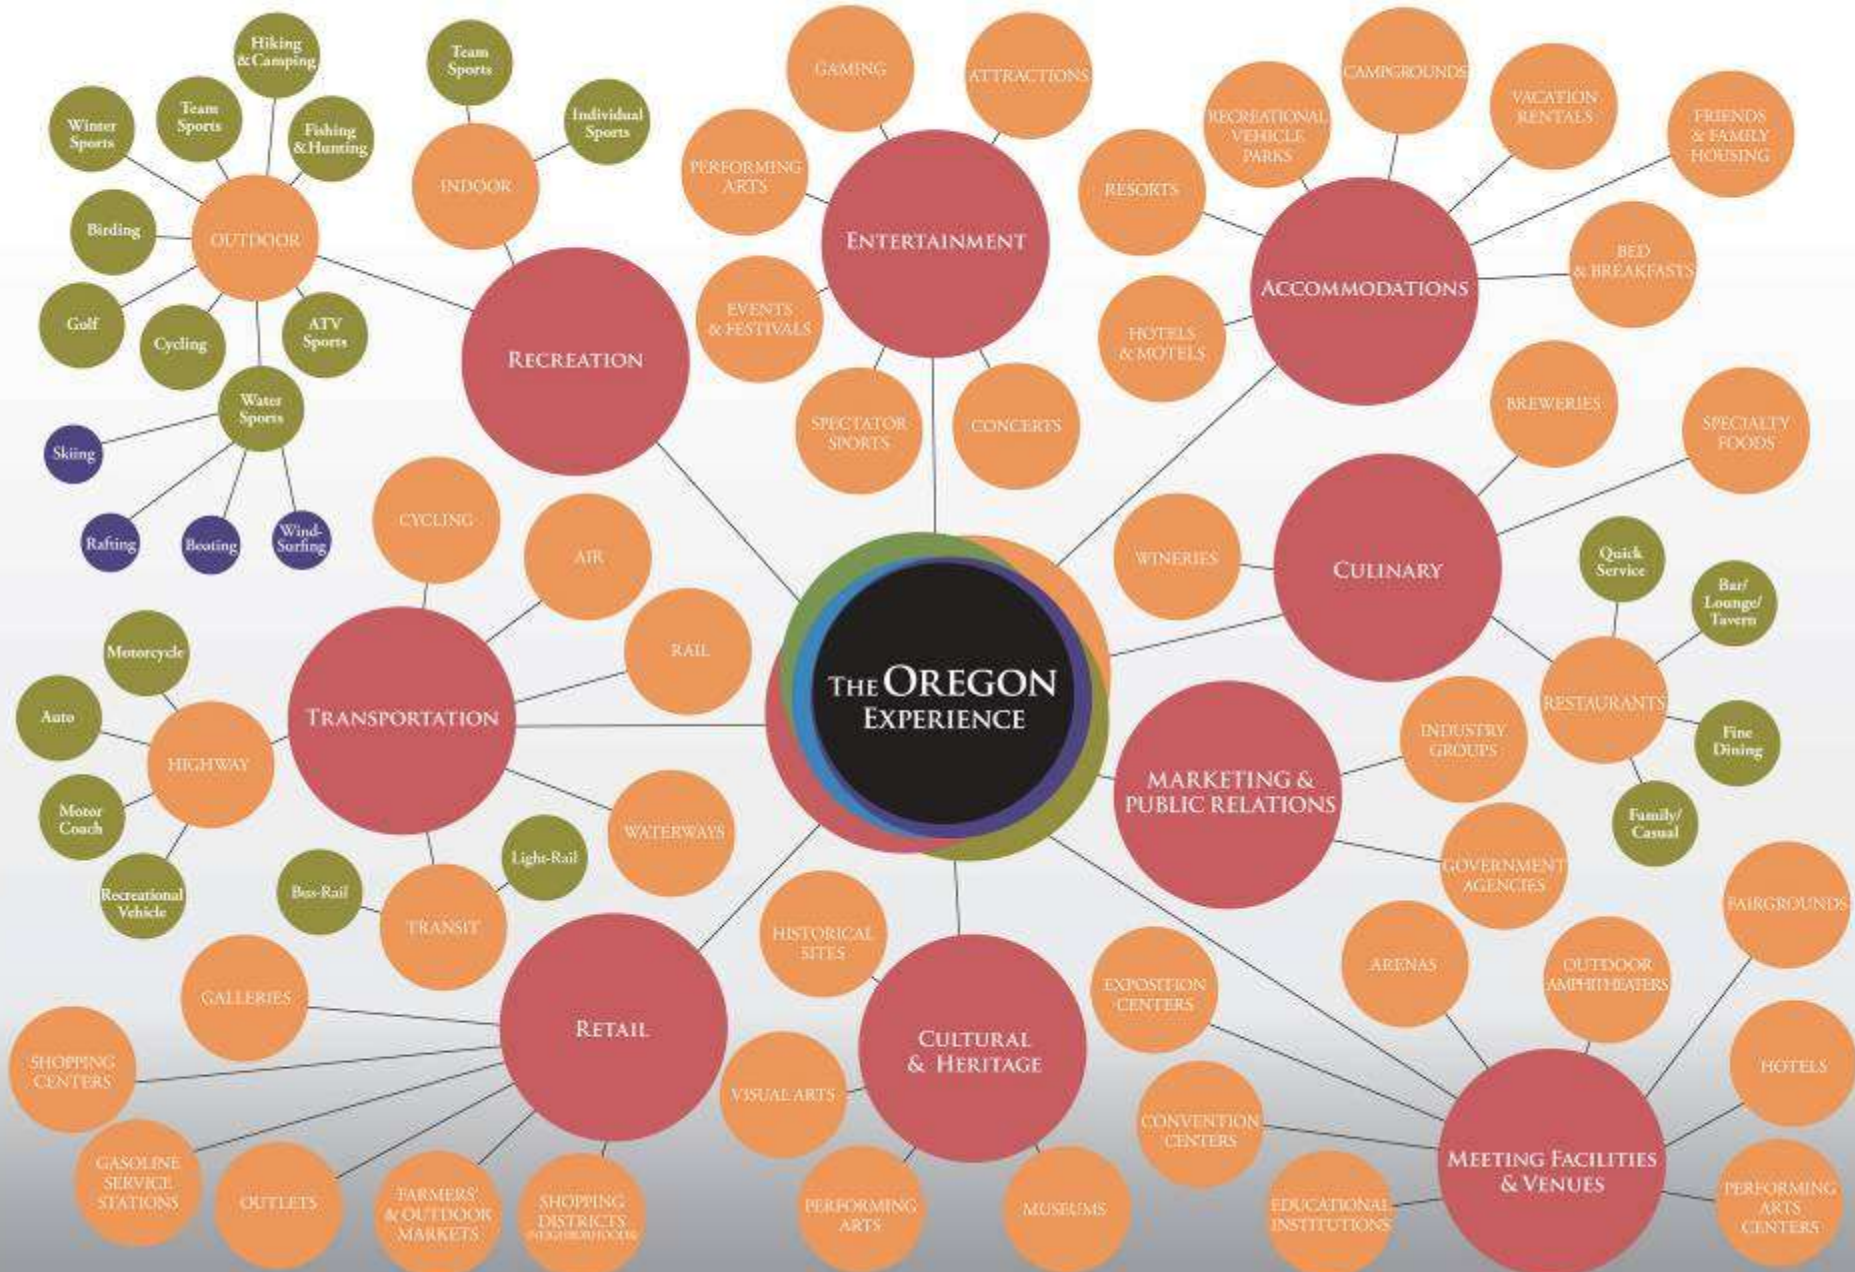 THE OREGON
EXPERIENCE
RECREATION
OUTDOOR
Hiking
& Camping
Team
Sports
Winter
Sports
Fishing
& Hunting
Birding
Golf
Cycling
ATV
Sports
Water
Sports
Skiing
Rafting
Boating
Wind-
Surfing
INDOOR
Team
Sports
Individual
Sports
ENTERTAINMENT
GAMING
ATTRACTIONS
PERFORMING
ARTS
EVENTS
& FESTIVALS
SPECTATOR
SPORTS
CONCERTS
ACCOMMODATIONS
CAMPGROUNDS
RECREATIONAL
VEHICLE
PARKS
VACATION
RENTALS
FRIENDS
& FAMILY
HOUSING
RESORTS
BED
& BREAKFASTS
HOTELS
& MOTELS
CULINARY
BREWERIES
SPECIALTY
FOODS
WINERIES
RESTAURANTS
Quick
Service
Bar/
Lounge/
Tavern
Fine
Dining
Family/
Casual
MARKETING &
PUBLIC RELATIONS
INDUSTRY
GROUPS
GOVERNMENT
AGENCIES
TRANSPORTATION
CYCLING
AIR
RAIL
WATERWAYS
HIGHWAY
Motorcycle
Auto
Motor
Coach
Recreational
Vehicle
TRANSIT
Bus-Rail
Light-Rail
RETAIL
GALLERIES
SHOPPING
CENTERS
GASOLINE
SERVICE
STATIONS
OUTLETS
FARMERS'
& OUTDOOR
MARKETS
SHOPPING
DISTRICTS
(NEIGHBORHOODS)
CULTURAL
& HERITAGE
HISTORICAL
SITES
VISUAL ARTS
PERFORMING
ARTS
MUSEUMS
MEETING FACILITIES
& VENUES
EXPOSITION
CENTERS
ARENAS
OUTDOOR
AMPHITHEATERS
FAIRGROUNDS
HOTELS
CONVENTION
CENTERS
EDUCATIONAL
INSTITUTIONS
PERFORMING
ARTS
CENTERS